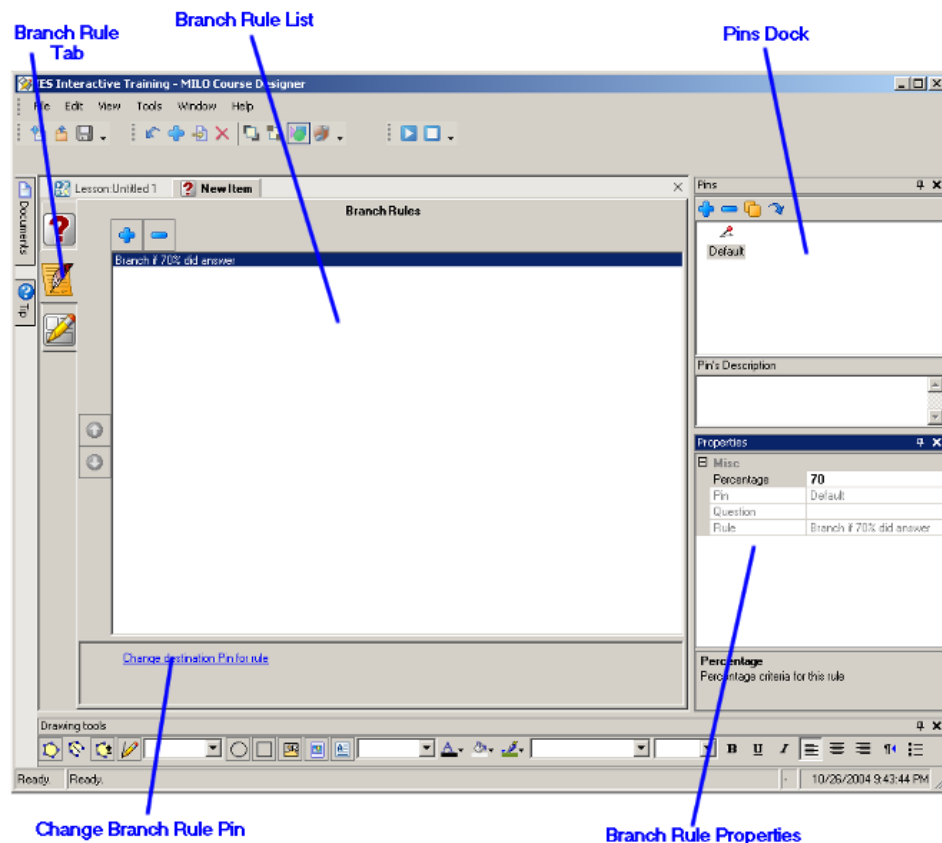 Branch Rule List
Branch Rule
Tab
Pins Dock
ES Interactive Training - MILO Course Designer
File Edit View Tools Window Help
Documents
Tip
Lesson:Untitled 1
New Item
Branch Rules
Branch if 70% did answer
Change destination Pin for rule
Pins
Default
Pin's Description
Properties
Misc
Percentage 70
Pin Default
Question
Rule Branch if 70% did answer
Percentage
Percentage criteria for this rule
Drawing tools
A
B U I
Ready. Ready. 10/26/2004 9:43:44 PM
Change Branch Rule Pin
Branch Rule Properties